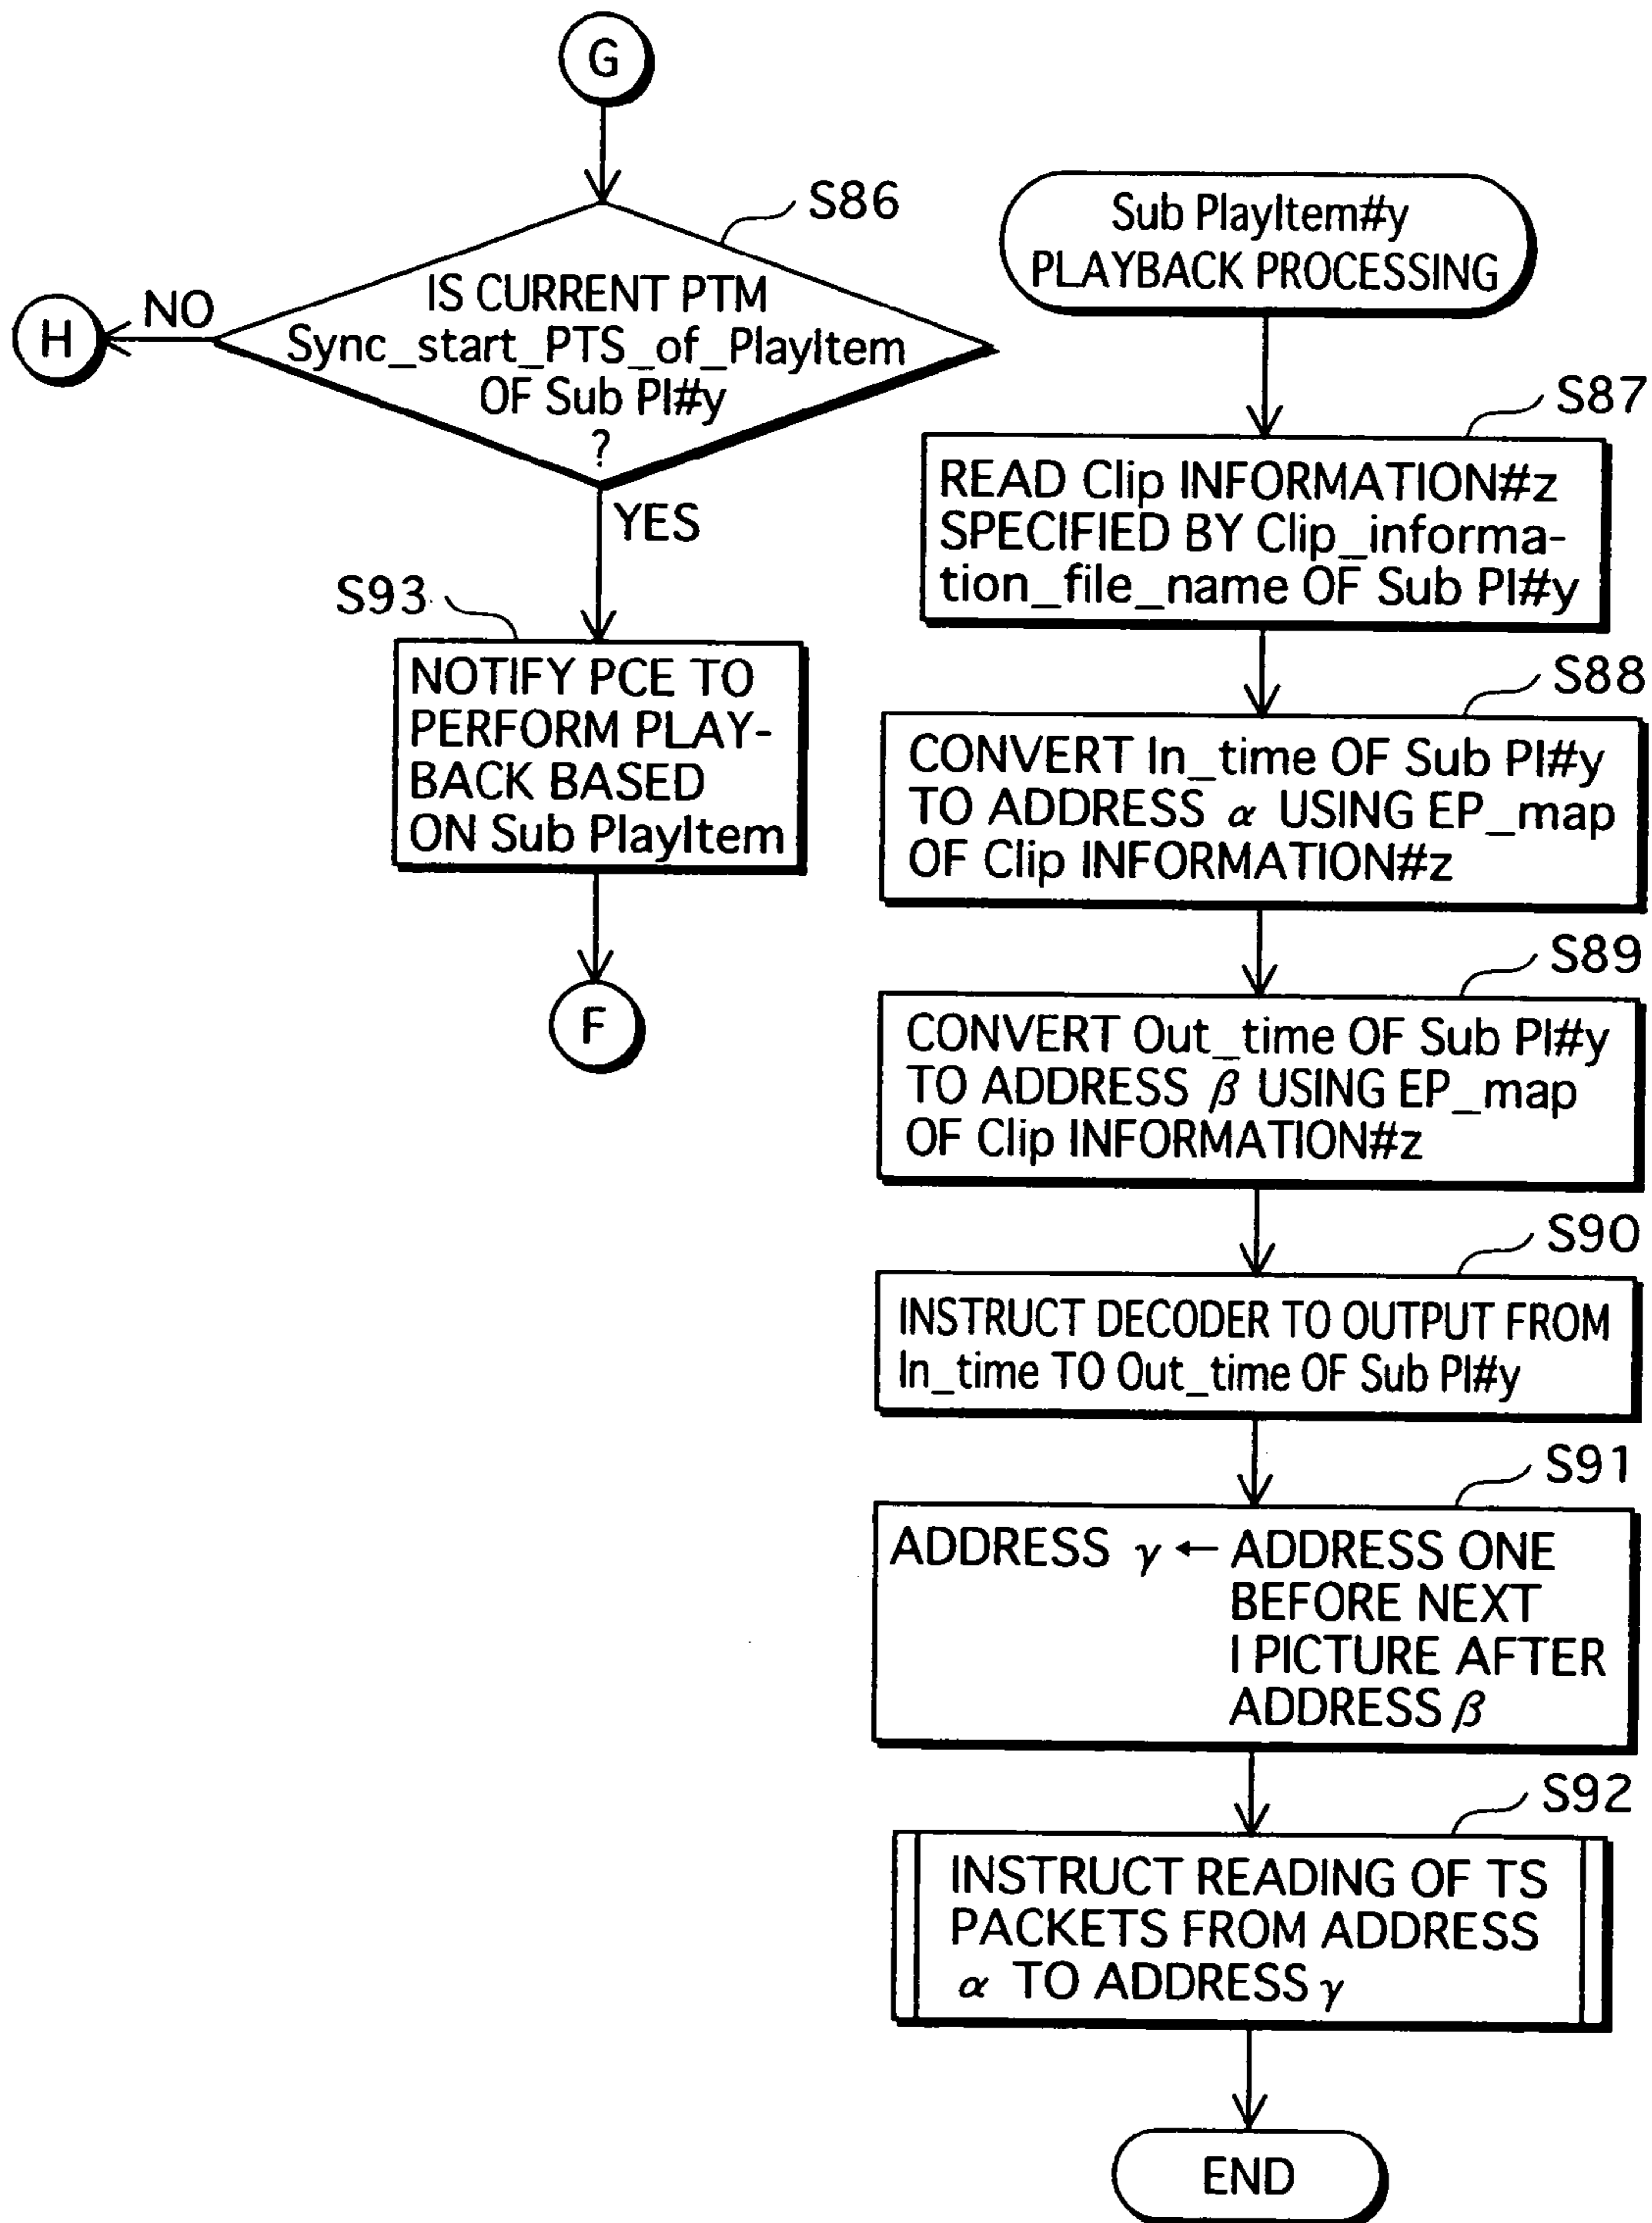 G
S86
IS CURRENT PTM
Sync_start_PTS_of_PlayItem
OF Sub PI#y
?
NO
H
YES
S93
NOTIFY PCE TO
PERFORM PLAY-
BACK BASED
ON Sub PlayItem
F
Sub PlayItem#y
PLAYBACK PROCESSING
S87
READ Clip INFORMATION#z
SPECIFIED BY Clip_informa-
tion_file_name OF Sub PI#y
S88
CONVERT In_time OF Sub PI#y
TO ADDRESS α USING EP_map
OF Clip INFORMATION#z
S89
CONVERT Out_time OF Sub PI#y
TO ADDRESS β USING EP_map
OF Clip INFORMATION#z
S90
INSTRUCT DECODER TO OUTPUT FROM
In_time TO Out_time OF Sub PI#y
S91
ADDRESS γ ← ADDRESS ONE
BEFORE NEXT
I PICTURE AFTER
ADDRESS β
S92
INSTRUCT READING OF TS
PACKETS FROM ADDRESS
α TO ADDRESS γ
END